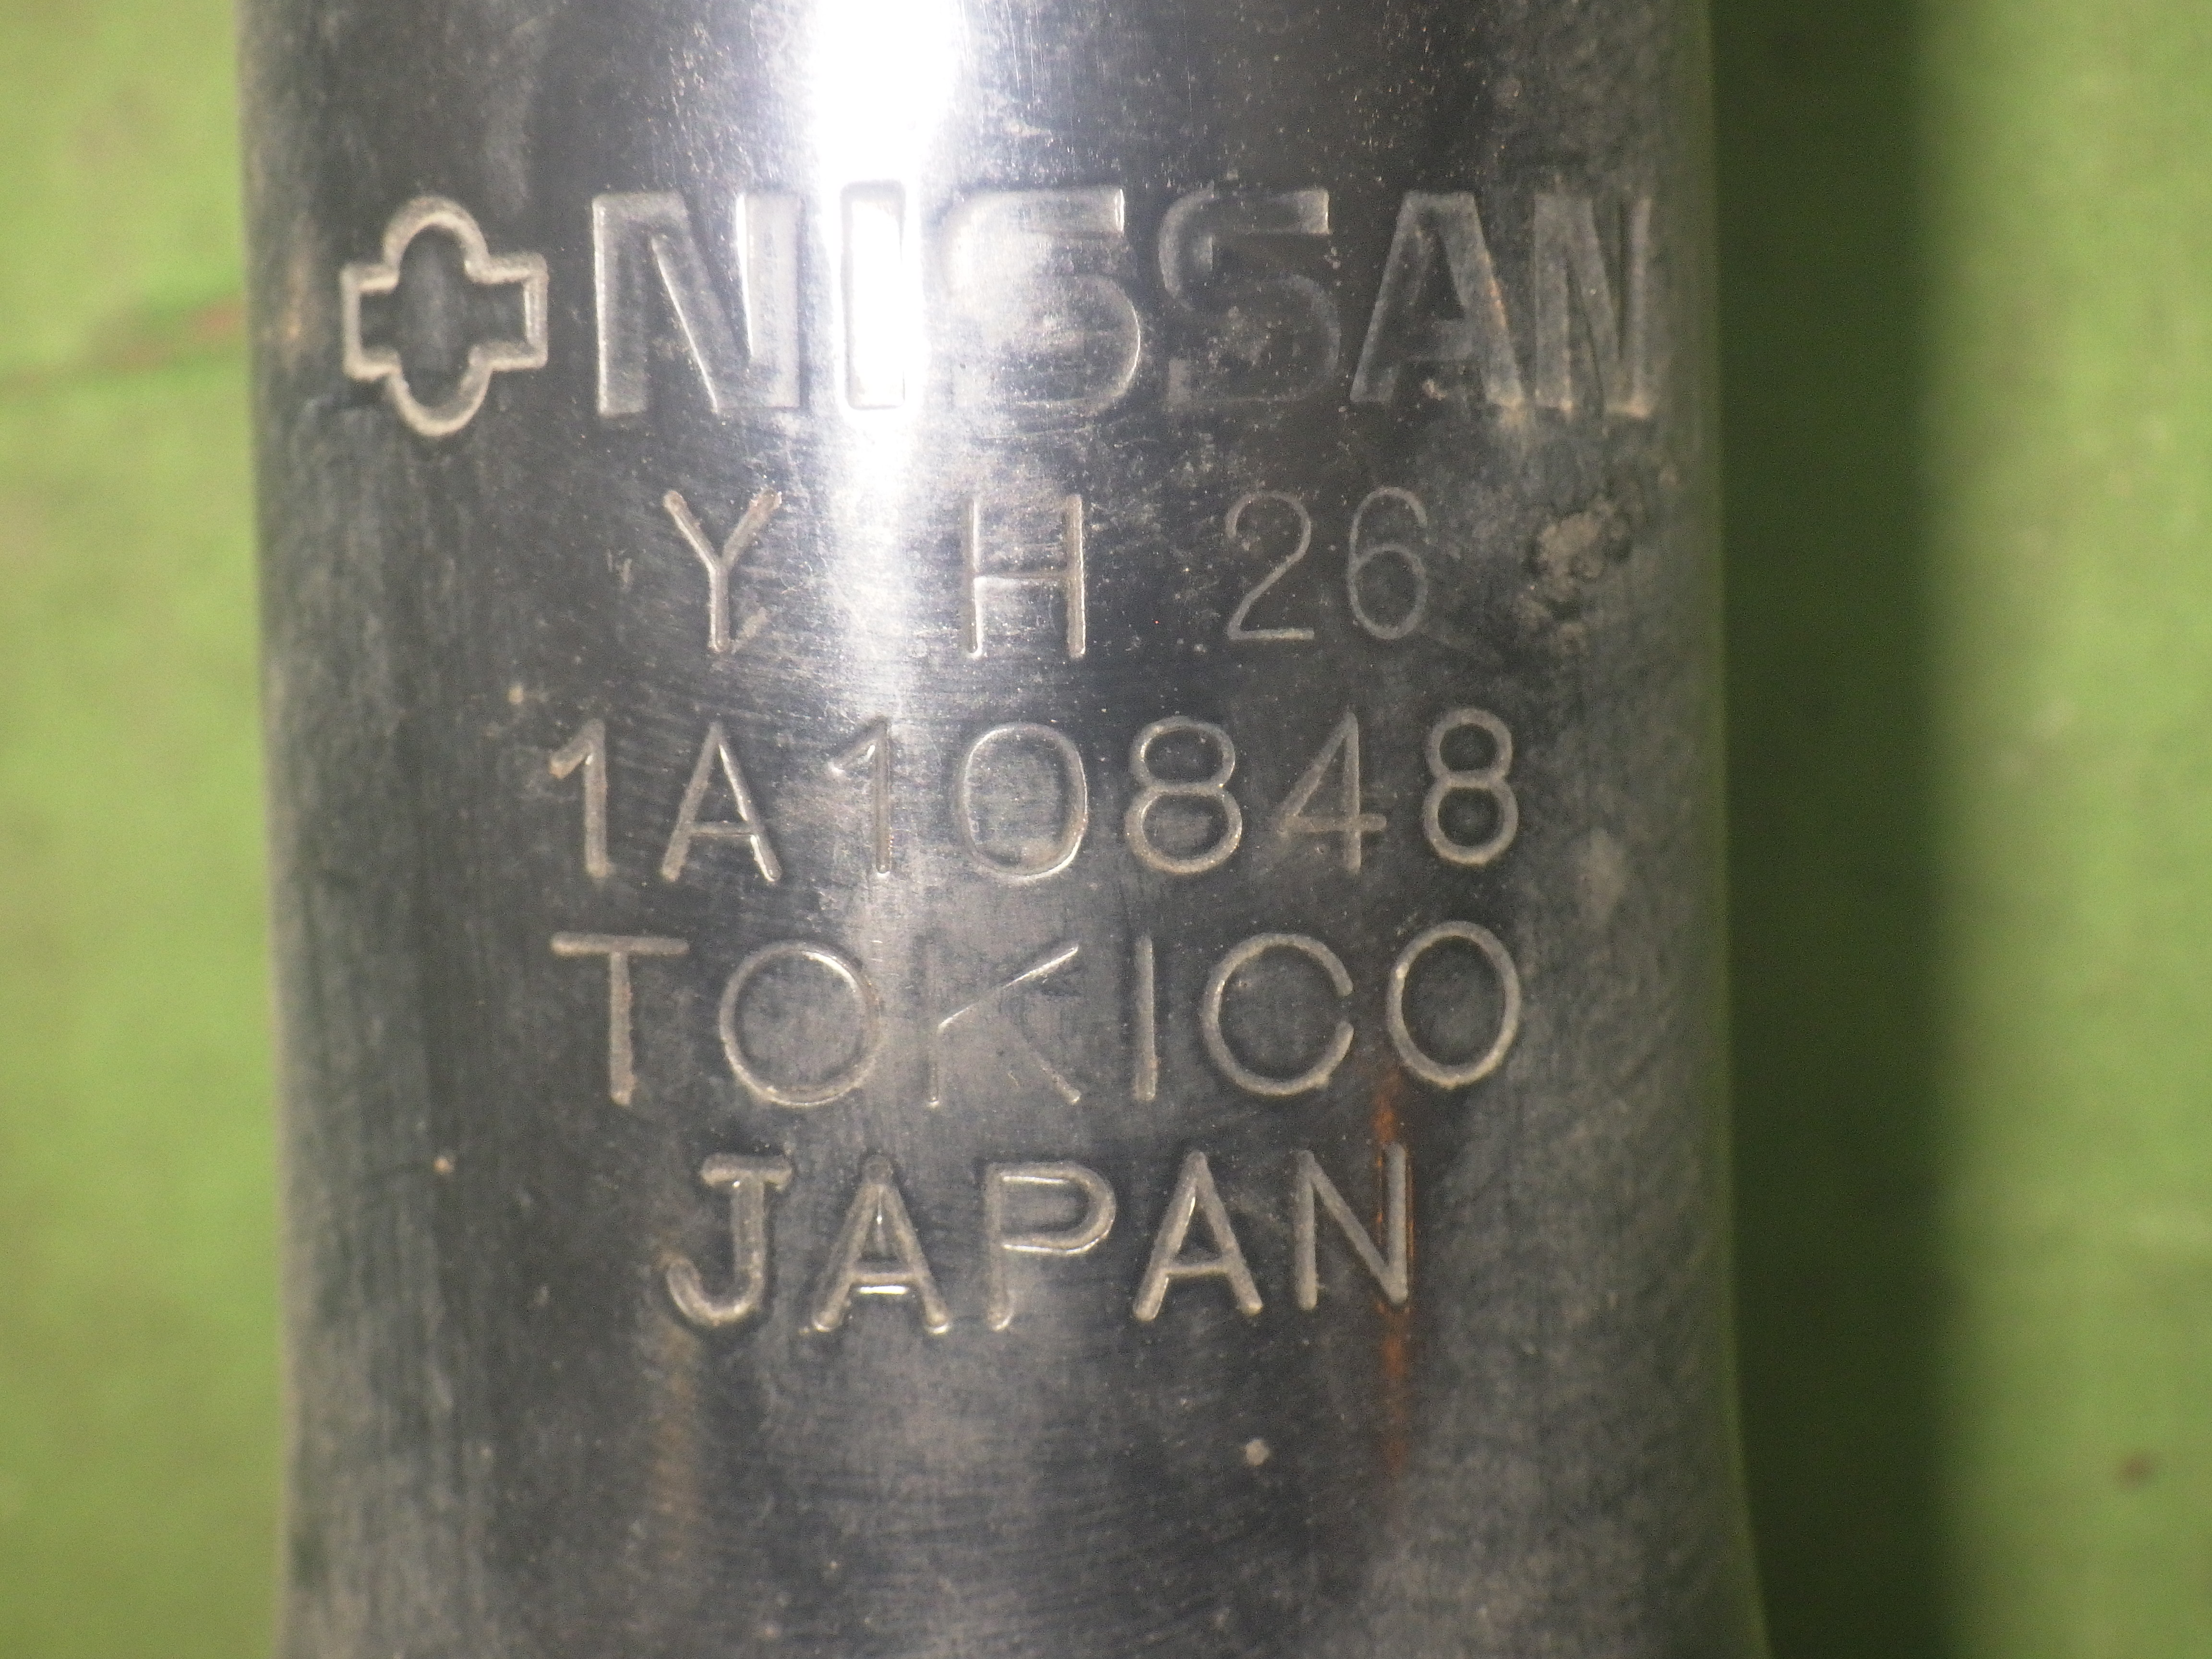 NISSAN
Y H 26
1A10848
TOKICO
JAPAN